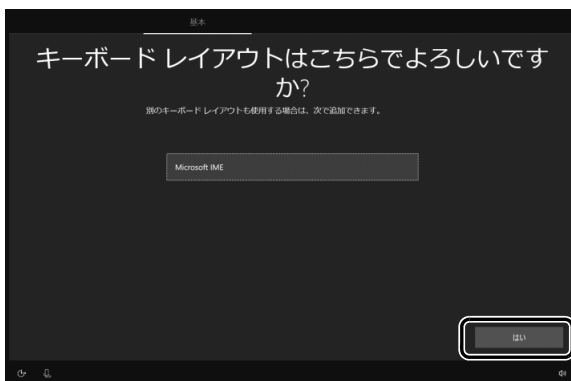 基本
キーボード レイアウトはこちらでよろしいです
か?
別のキーボード レイアウトも使用する場合は、次で追加できます。
Microsoft IME
はい